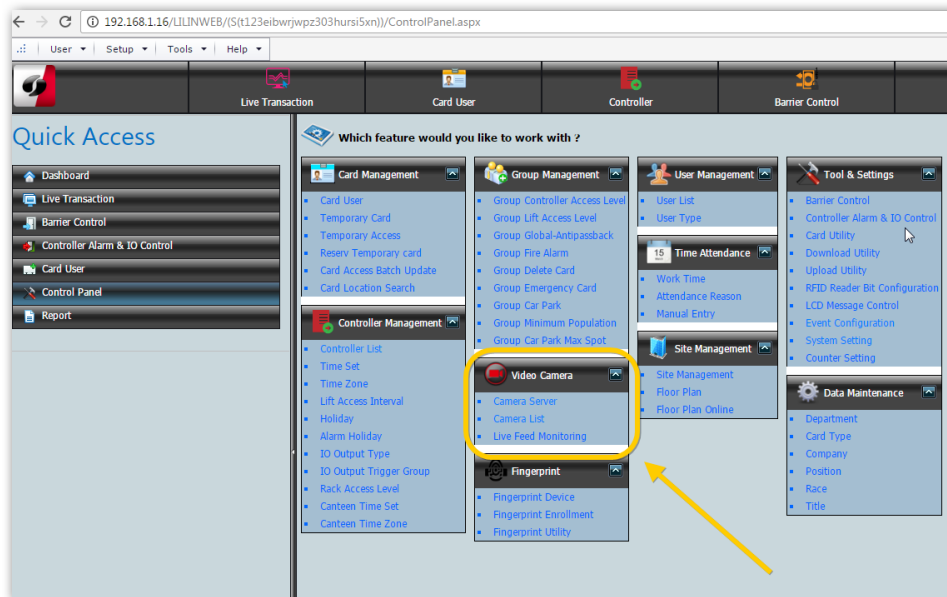 192.168.1.16/LILINWEB/(S(t123eibwrjwpz303hursi5xn))/ControlPanel.aspx
User Setup Tools Help
Live Transaction Card User Controller Barrier Control
Quick Access
Dashboard
Live Transaction
Barrier Control
Controller Alarm & IO Control
Card User
Control Panel
Report
Which feature would you like to work with ?
Card Management
Card User
Temporary Card
Temporary Access
Reserv Temporary card
Card Access Batch Update
Card Location Search
Controller Management
Controller List
Time Set
Time Zone
Lift Access Interval
Holiday
Alarm Holiday
IO Output Type
IO Output Trigger Group
Rack Access Level
Canteen Time Set
Canteen Time Zone
Group Management
Group Controller Access Level
Group Lift Access Level
Group Global-Antipassback
Group Fire Alarm
Group Delete Card
Group Emergency Card
Group Car Park
Group Minimum Population
Group Car Park Max Spot
Video Camera
Camera Server
Camera List
Live Feed Monitoring
Fingerprint
Fingerprint Device
Fingerprint Enrollment
Fingerprint Utility
User Management
User List
User Type
15
Time Attendance
Work Time
Attendance Reason
Manual Entry
Site Management
Site Management
Floor Plan
Floor Plan Online
Tool & Settings
Barrier Control
Controller Alarm & IO Control
Card Utility
Download Utility
Upload Utility
RFID Reader Bit Configuration
LCD Message Control
Event Configuration
System Setting
Counter Setting
Data Maintenance
Department
Card Type
Company
Position
Race
Title